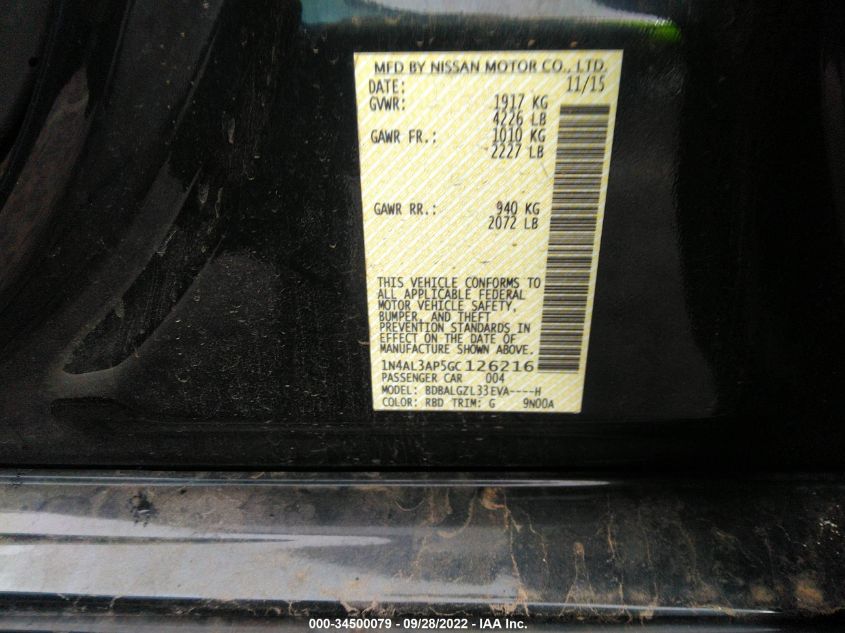 MFD BY NISSAN MOTOR CO., LTD.
DATE: 11/15
GVWR: 1917 KG
4226 LB
GAWR FR.: 1010 KG
2227 LB
GAWR RR.: 940 KG
2072 LB
THIS VEHICLE CONFORMS TO
ALL APPLICABLE FEDERAL
MOTOR VEHICLE SAFETY,
BUMPER, AND THEFT
PREVENTION STANDARDS IN
EFFECT ON THE DATE OF
MANUFACTURE SHOWN ABOVE.
1N4AL3AP5GC126216
PASSENGER CAR 004
MODEL: BDBALGZL33EVA----H
COLOR: RBD TRIM: G 9N00A
000-34500079 - 09/28/2022 - IAA Inc.